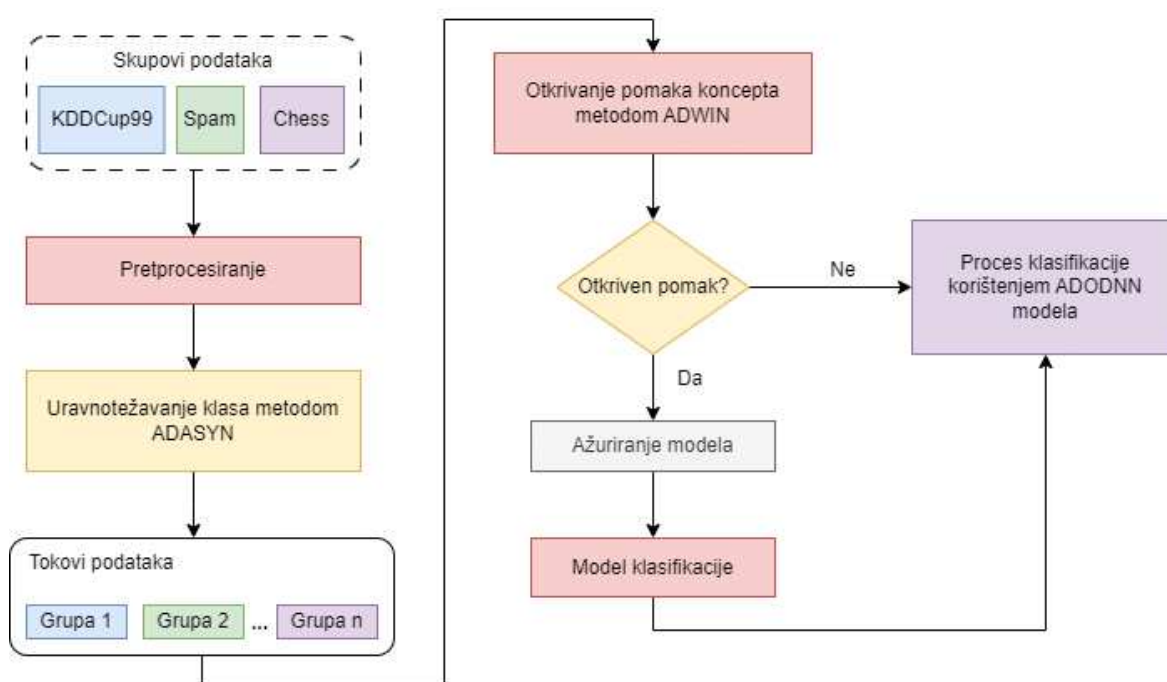 Skupovi podataka
KDDCup99
Spam
Chess
Pretprocesiranje
Uravnotežavanje klasa metodom
ADASYN
Tokovi podataka
Grupa 1
Grupa 2
...
Grupa n
Otkrivanje pomaka koncepta
metodom ADWIN
Otkriven pomak?
Ne
Da
Proces klasifikacije
korištenjem ADODNN
modela
Ažuriranje modela
Model klasifikacije